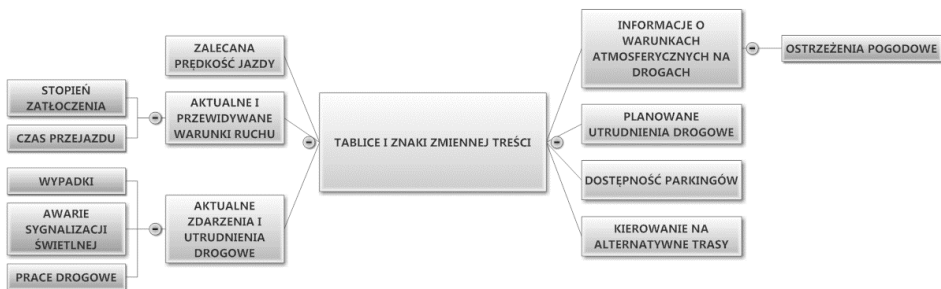 ZALECANA
PRĘDKOŚĆ JAZDY
STOPIEŃ
ZATŁOCZENIA
CZAS PRZEJAZDU
AKTUALNE I
PRZEWIDYWANE
WARUNKI RUCHU
WYPADKI
AWARIE
SYGNALIZACJI
ŚWIETLNEJ
PRACE DROGOWE
AKTUALNE
ZDARZENIA I
UTRUDNIENIA
DROGOWE
TABLICE I ZNAKI ZMIENNEJ TREŚCI
INFORMACJE O
WARUNKACH
ATMOSFERYCZNYCH NA
DROGACH
OSTRZEŻENIA POGODOWE
PLANOWANE
UTRUDNIENIA DROGOWE
DOSTĘPNOŚĆ PARKINGÓW
KIEROWANIE NA
ALTERNATYWNE TRASY